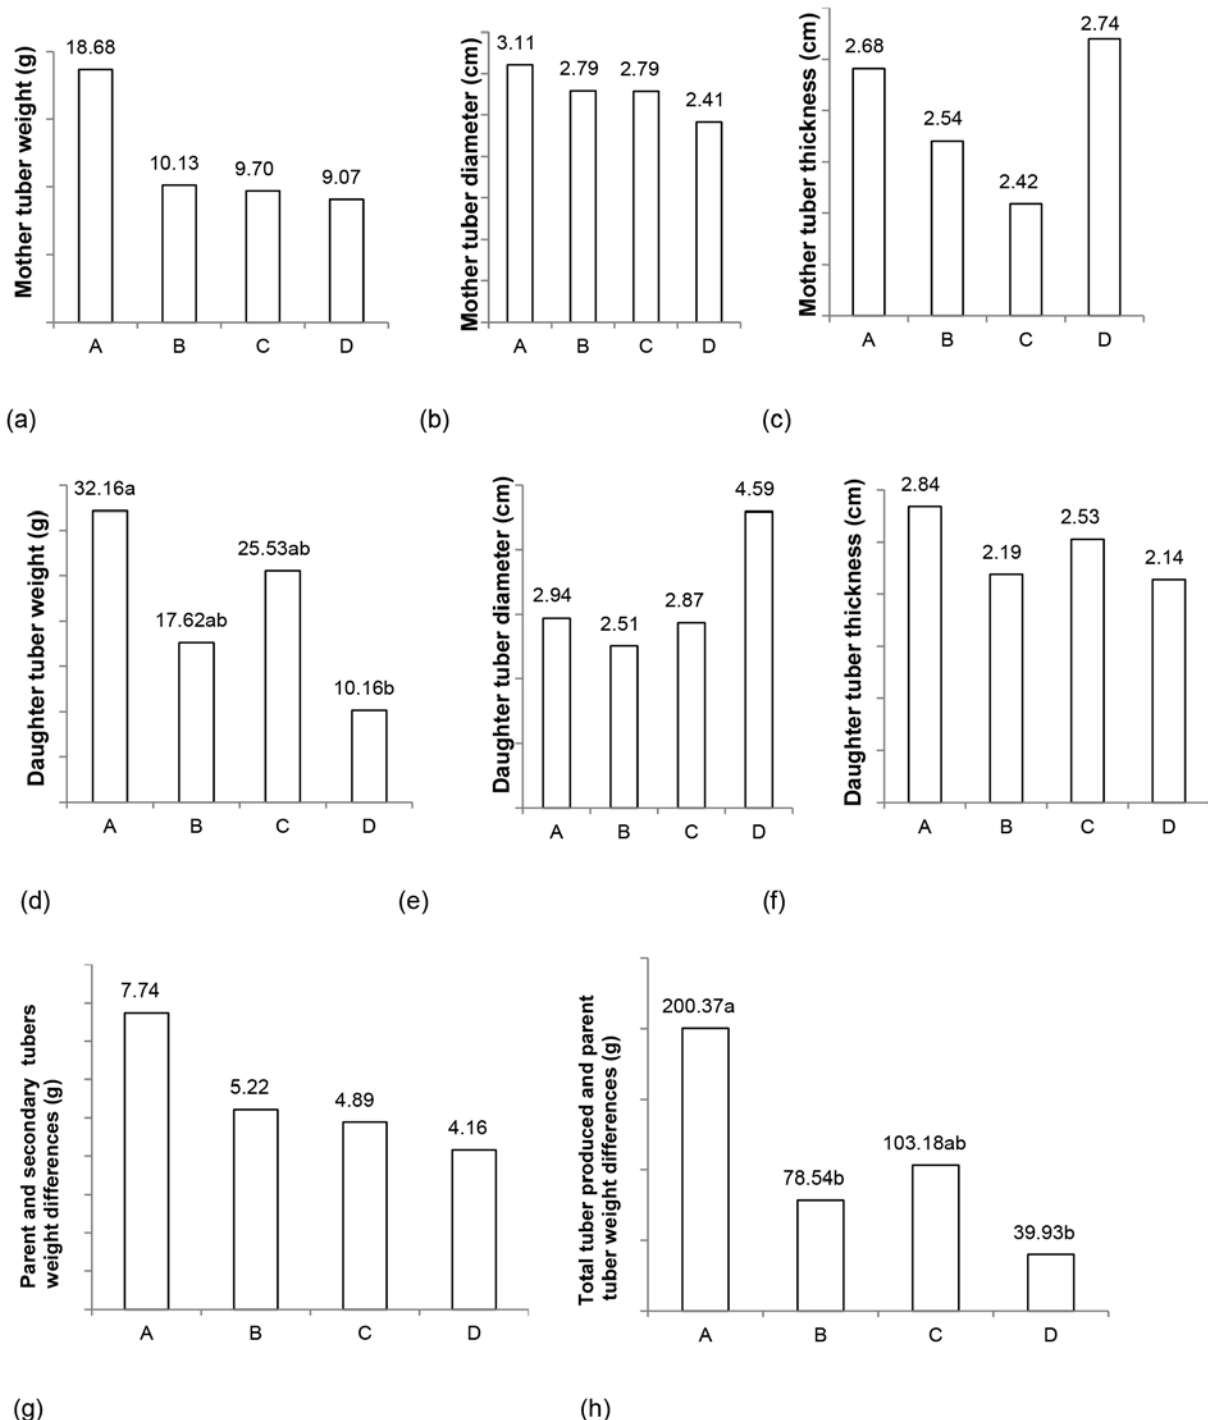 Mother tuber weight (g)
18.68
10.13
9.70
9.07
A B C D
(a)
Mother tuber diameter (cm)
3.11
2.79
2.79
2.41
A B C D
(b)
Mother tuber thickness (cm)
2.68
2.54
2.42
2.74
A B C D
(c)
Daughter tuber weight (g)
32.16a
17.62ab
25.53ab
10.16b
A B C D
(d)
Daughter tuber diameter (cm)
2.94
2.51
2.87
4.59
A B C D
(e)
Daughter tuber thickness (cm)
2.84
2.19
2.53
2.14
A B C D
(f)
Parent and secondary tubers
weight differences (g)
7.74
5.22
4.89
4.16
A B C D
(g)
Total tuber produced and parent
tuber weight differences (g)
200.37a
78.54b
103.18ab
39.93b
A B C D
(h)